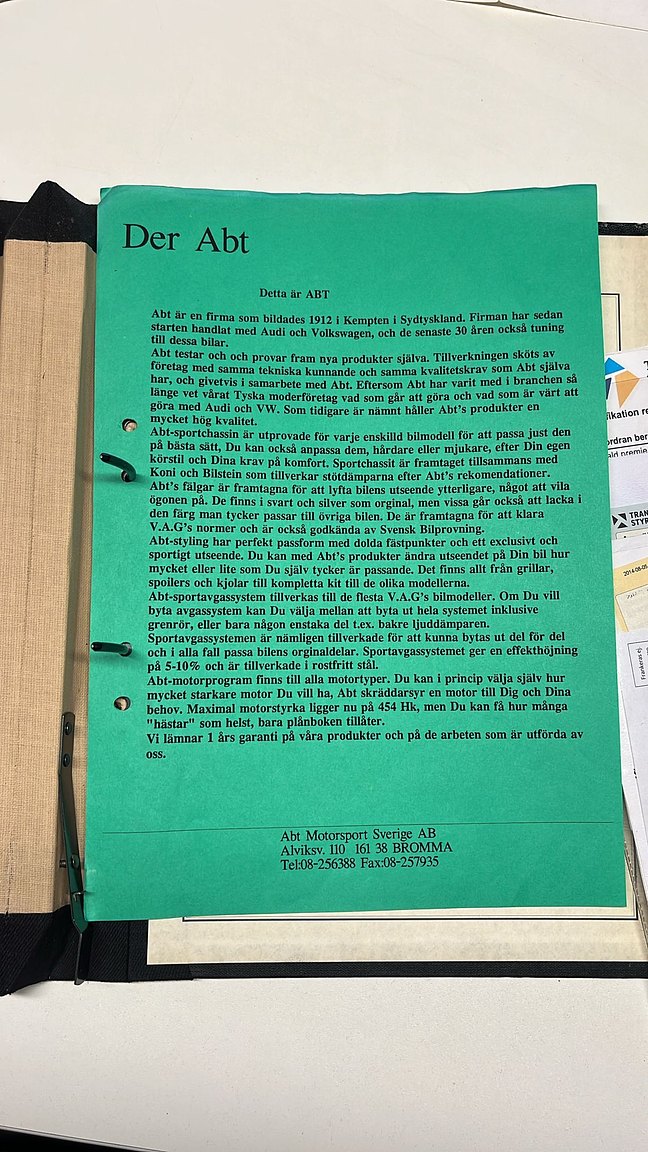 Der Abt
Detta är ABT
Abt är en firma som bildades 1912 i Kempten i Sydtyskland. Firman har sedan
starten handlat med Audi och Volkswagen, och de senaste 30 åren också tuning
till dessa bilar.
Abt testar och och provar fram nya produkter själva. Tillverkningen sköts av
företag med samma tekniska kunnande och samma kvalitetskrav som Abt själva
har, och givetvis i samarbete med Abt. Eftersom Abt har varit med i branchen så
länge vet vårat Tyska moderföretag vad som går att göra och vad som är värt att
göra med Audi och VW. Som tidigare är nämnt håller Abt's produkter en
mycket hög kvalitet.
Abt-sportchassin är utprovade för varje enskilld bilmodell för att passa just den
på bästa sätt, Du kan också anpassa dem, hårdare eller mjukare, efter Din egen
körstil och Dina krav på komfort. Sportchassit är framtaget tillsammans med
Koni och Bilstein som tillverkar stötdämparna efter Abt's rekomendationer.
Abt's fälgar är framtagna för att lyfta bilens utseende ytterligare, något att vila
ögonen på. De finns i svart och silver som orginal, men vissa går också att lacka i
den färg man tycker passar till övriga bilen. De är framtagna för att klara
V.A.G's normer och är också godkända av Svensk Bilprovning.
Abt-styling har perfekt passform med dolda fästpunkter och ett exclusivt och
sportigt utseende. Du kan med Abt's produkter ändra utseendet på Din bil hur
mycket eller lite som Du själv tycker är passande. Det finns allt från grillar,
spoilers och kjolar till kompletta kit till de olika modellerna.
Abt-sportavgassystem tillverkas till de flesta V.A.G's bilmodeller. Om Du vill
byta avgassystem kan Du välja mellan att byta ut hela systemet inklusive
grenrör, eller bara någon enstaka del t.ex. bakre ljuddämparen.
Sportavgassystemen är nämligen tillverkade för att kunna bytas ut del för del
och i alla fall passa bilens orginaldelar. Sportavgassystemet ger en effekthöjning
på 5-10% och är tillverkade i rostfritt stål.
Abt-motorprogram finns till alla motortyper. Du kan i princip välja själv hur
mycket starkare motor Du vill ha, Abt skräddarsyr en motor till Dig och Dina
behov. Maximal motorstyrka ligger nu på 454 Hk, men Du kan få hur många
"hästar" som helst, bara plånboken tillåter.
Vi lämnar 1 års garanti på våra produkter och på de arbeten som är utförda av
oss.
Abt Motorsport Sverige AB
Alviksv. 110 161 38 BROMMA
Tel:08-256388 Fax:08-257935